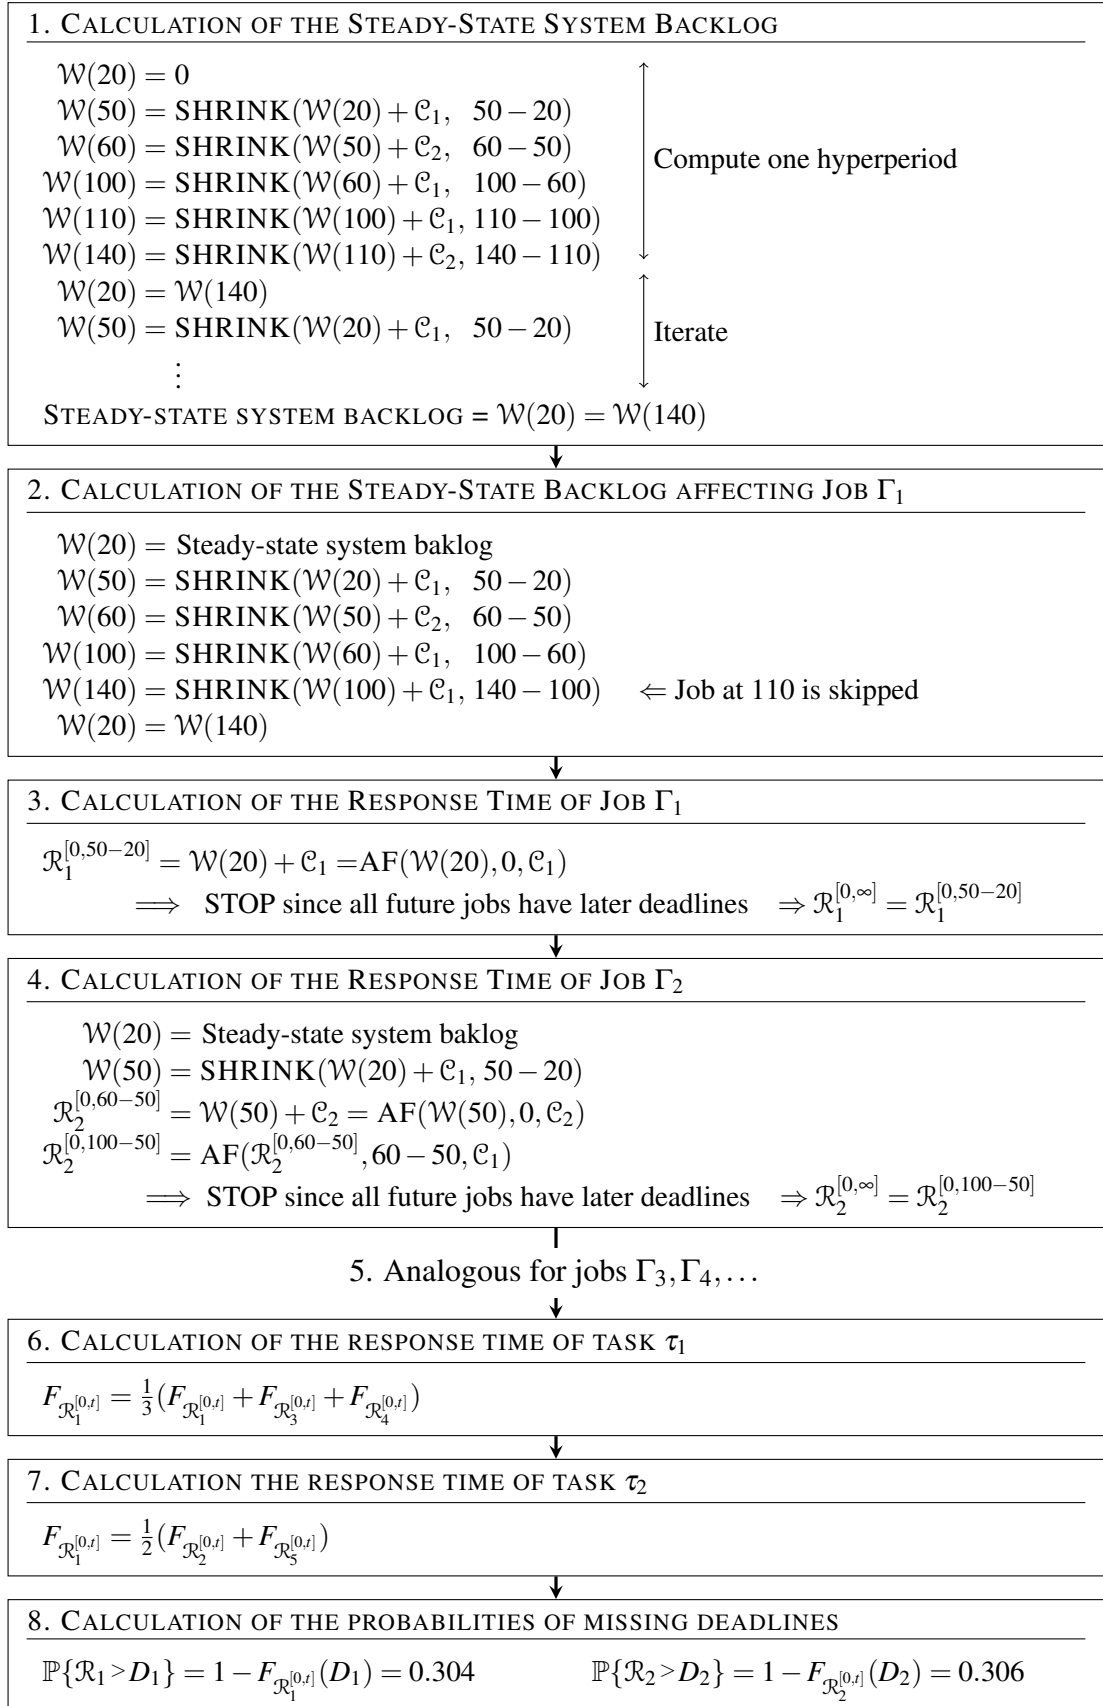 1. CALCULATION OF THE STEADY-STATE SYSTEM BACKLOG
𝒲(20) = 0
𝒲(50) = SHRINK(𝒲(20) + 𝒞₁, 50 − 20)
𝒲(60) = SHRINK(𝒲(50) + 𝒞₂, 60 − 50)
Compute one hyperperiod
𝒲(100) = SHRINK(𝒲(60) + 𝒞₁, 100 − 60)
𝒲(110) = SHRINK(𝒲(100) + 𝒞₁, 110 − 100)
𝒲(140) = SHRINK(𝒲(110) + 𝒞₂, 140 − 110)
𝒲(20) = 𝒲(140)
𝒲(50) = SHRINK(𝒲(20) + 𝒞₁, 50 − 20)
Iterate
⋮
STEADY-STATE SYSTEM BACKLOG = 𝒲(20) = 𝒲(140)
2. CALCULATION OF THE STEADY-STATE BACKLOG AFFECTING JOB Γ₁
𝒲(20) = Steady-state system baklog
𝒲(50) = SHRINK(𝒲(20) + 𝒞₁, 50 − 20)
𝒲(60) = SHRINK(𝒲(50) + 𝒞₂, 60 − 50)
𝒲(100) = SHRINK(𝒲(60) + 𝒞₁, 100 − 60)
𝒲(140) = SHRINK(𝒲(100) + 𝒞₁, 140 − 100) ⇐ Job at 110 is skipped
𝒲(20) = 𝒲(140)
3. CALCULATION OF THE RESPONSE TIME OF JOB Γ₁
ℛ₁^[0,50−20] = 𝒲(20) + 𝒞₁ =AF(𝒲(20), 0, 𝒞₁)
⟹ STOP since all future jobs have later deadlines ⇒ ℛ₁^[0,∞] = ℛ₁^[0,50−20]
4. CALCULATION OF THE RESPONSE TIME OF JOB Γ₂
𝒲(20) = Steady-state system baklog
𝒲(50) = SHRINK(𝒲(20) + 𝒞₁, 50 − 20)
ℛ₂^[0,60−50] = 𝒲(50) + 𝒞₂ = AF(𝒲(50), 0, 𝒞₂)
ℛ₂^[0,100−50] = AF(ℛ₂^[0,60−50], 60 − 50, 𝒞₁)
⟹ STOP since all future jobs have later deadlines ⇒ ℛ₂^[0,∞] = ℛ₂^[0,100−50]
5. Analogous for jobs Γ₃, Γ₄, …
6. CALCULATION OF THE RESPONSE TIME OF TASK τ₁
F_ℛ₁^[0,t] = 1/3 (F_ℛ₁^[0,t] + F_ℛ₃^[0,t] + F_ℛ₄^[0,t])
7. CALCULATION THE RESPONSE TIME OF TASK τ₂
F_ℛ₁^[0,t] = 1/2 (F_ℛ₂^[0,t] + F_ℛ₅^[0,t])
8. CALCULATION OF THE PROBABILITIES OF MISSING DEADLINES
ℙ{ℛ₁ > D₁} = 1 − F_ℛ₁^[0,t] (D₁) = 0.304 ℙ{ℛ₂ > D₂} = 1 − F_ℛ₂^[0,t] (D₂) = 0.306